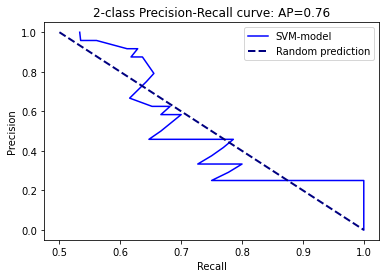 2-class Precision-Recall curve: AP=0.76
SVM-model
Random prediction
1.0
0.8
0.6
0.4
0.2
0.0
Precision
0.5 0.6 0.7 0.8 0.9 1.0
Recall